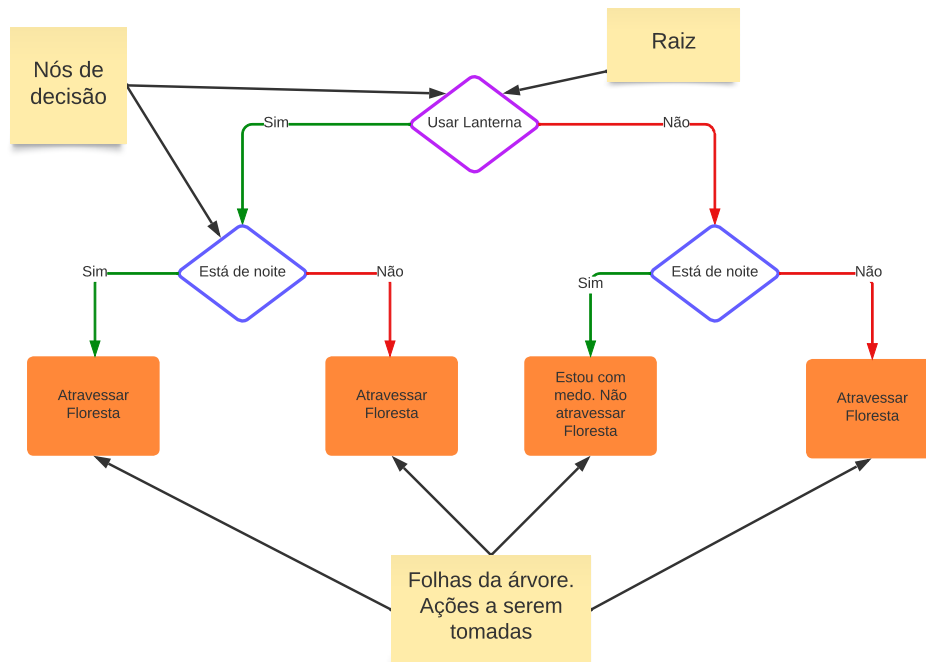 Raiz
Nós de
decisão
Usar Lanterna
Sim
Não
Está de noite
Sim
Não
Está de noite
Sim
Não
Atravessar
Floresta
Atravessar
Floresta
Estou com
medo. Não
atravessar
Floresta
Atravessar
Floresta
Folhas da árvore.
Ações a serem
tomadas